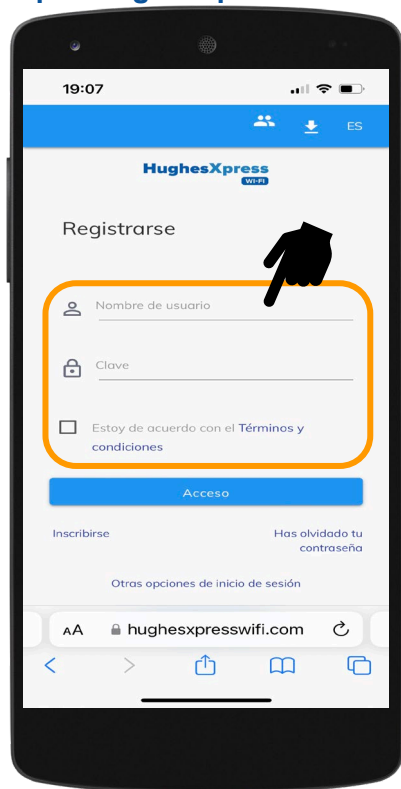 19:07
ES
HughesXpress
WI-FI
Registrarse
Nombre de usuario
Clave
Estoy de acuerdo con el Términos y
condiciones
Acceso
Inscribirse
Has olvidado tu
contraseña
Otras opciones de inicio de sesión
AA hughesxpresswifi.com